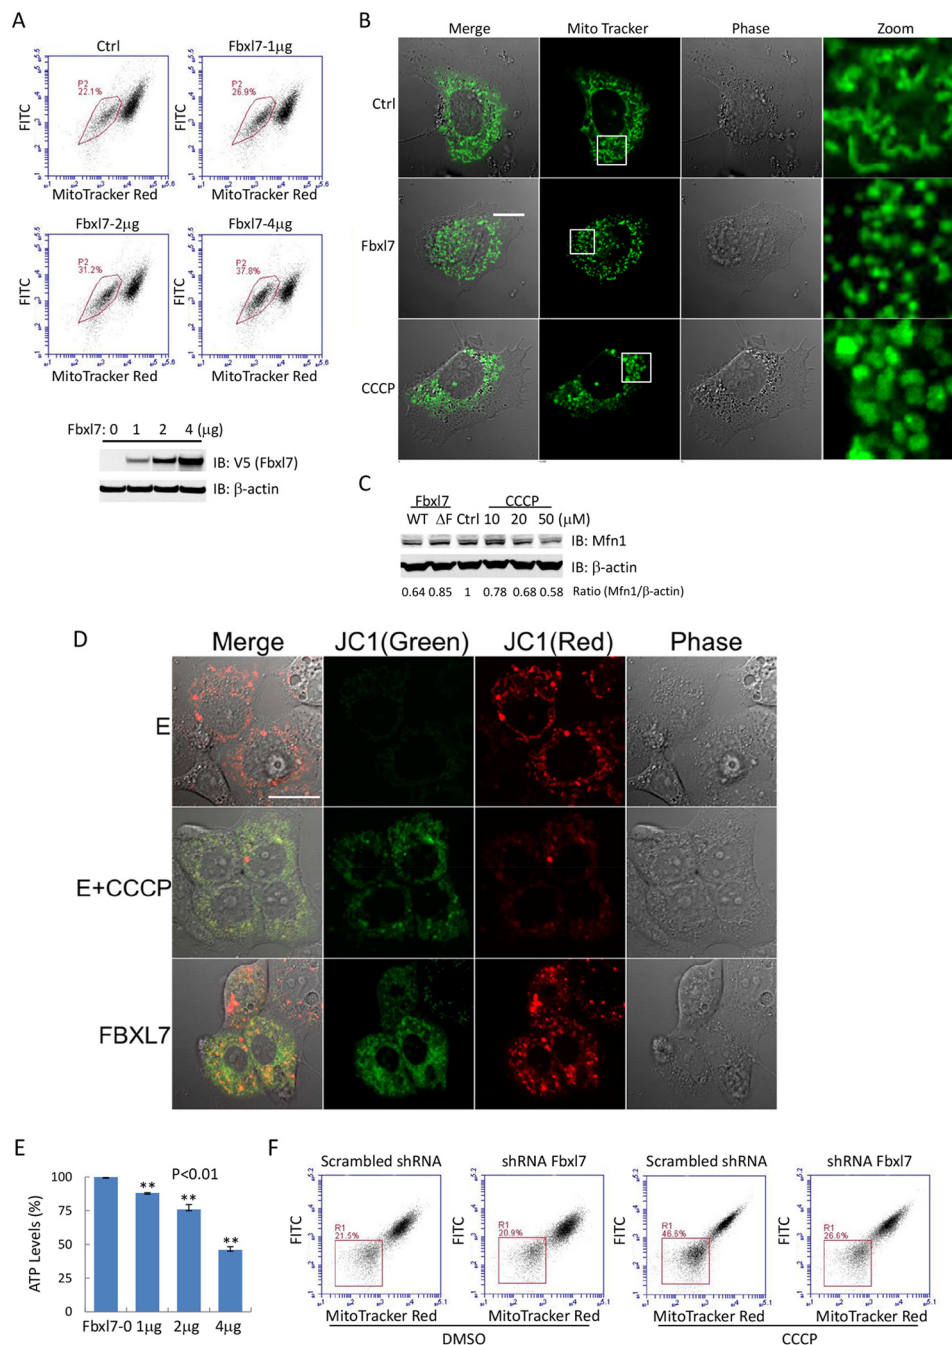 A
Ctrl
Fbxl7-1µg
P2
22.1%
P2
26.9%
FITC
FITC
MitoTracker Red
MitoTracker Red
Fbxl7-2µg
Fbxl7-4µg
P2
31.2%
P2
37.8%
FITC
FITC
MitoTracker Red
MitoTracker Red
Fbxl7: 0 1 2 4 (µg)
IB: V5 (Fbxl7)
IB: β-actin
B
Merge Mito Tracker Phase Zoom
Ctrl
Fbxl7
CCCP
C
Fbxl7 CCCP
WT ΔF Ctrl 10 20 50 (µM)
IB: Mfn1
IB: β-actin
0.64 0.85 1 0.78 0.68 0.58 Ratio (Mfn1/β-actin)
D
Merge JC1(Green) JC1(Red) Phase
E
E+CCCP
FBXL7
E
P<0.01
ATP Levels (%)
100
75
50
25
0
**
**
**
Fbxl7-0 1µg 2µg 4µg
F
Scrambled shRNA shRNA Fbxl7 Scrambled shRNA shRNA Fbxl7
FITC
FITC
FITC
FITC
R1
21.5%
R1
20.9%
R1
46.6%
R1
26.6%
MitoTracker Red MitoTracker Red MitoTracker Red MitoTracker Red
DMSO CCCP